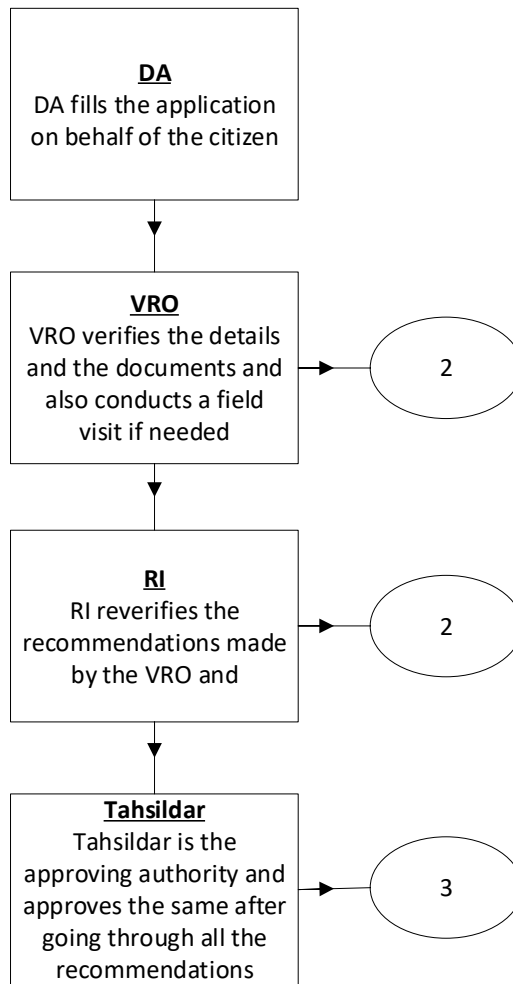 DA
DA fills the application
on behalf of the citizen
VRO
VRO verifies the details
and the documents and
also conducts a field
visit if needed
2
RI
RI reverifies the
recommendations made
by the VRO and
2
Tahsildar
Tahsildar is the
approving authority and
approves the same after
going through all the
recommendations
3